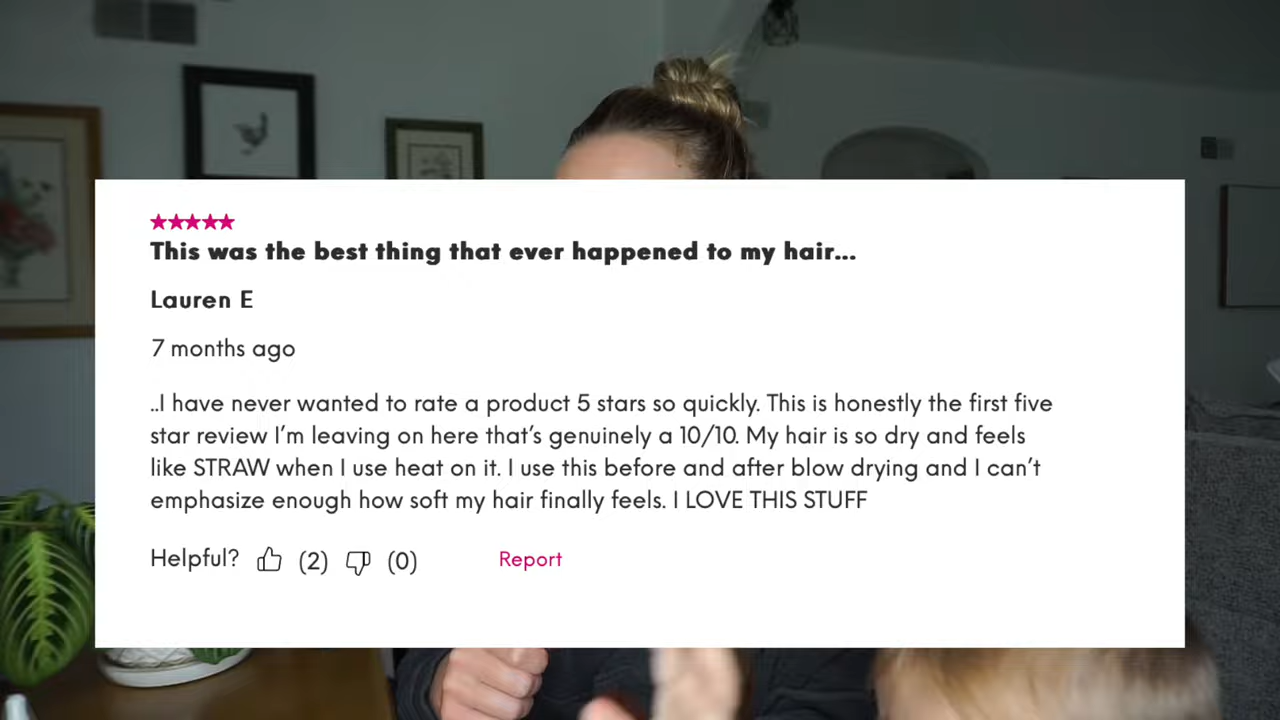 This was the best thing that ever happened to my hair...
Lauren E
7 months ago
..I have never wanted to rate a product 5 stars so quickly. This is honestly the first five
star review I'm leaving on here that's genuinely a 10/10. My hair is so dry and feels
like STRAW when I use heat on it. I use this before and after blow drying and I can't
emphasize enough how soft my hair finally feels. I LOVE THIS STUFF
Helpful? (2) (0) Report